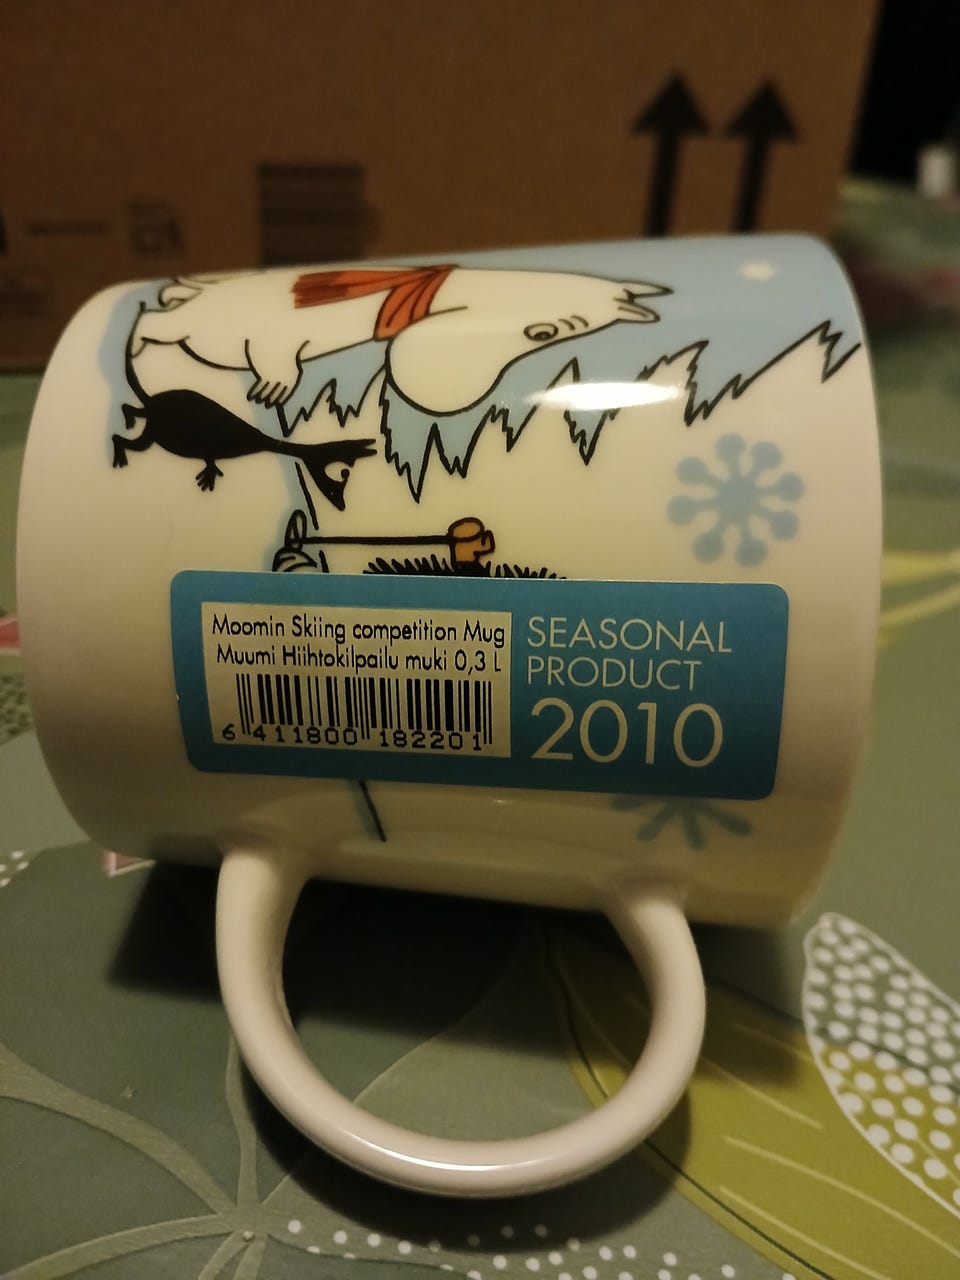 Moomin Skiing competition Mug
Muumi Hiihtokilpailu muki 0,3 L
6 411800 182201
SEASONAL
PRODUCT
2010